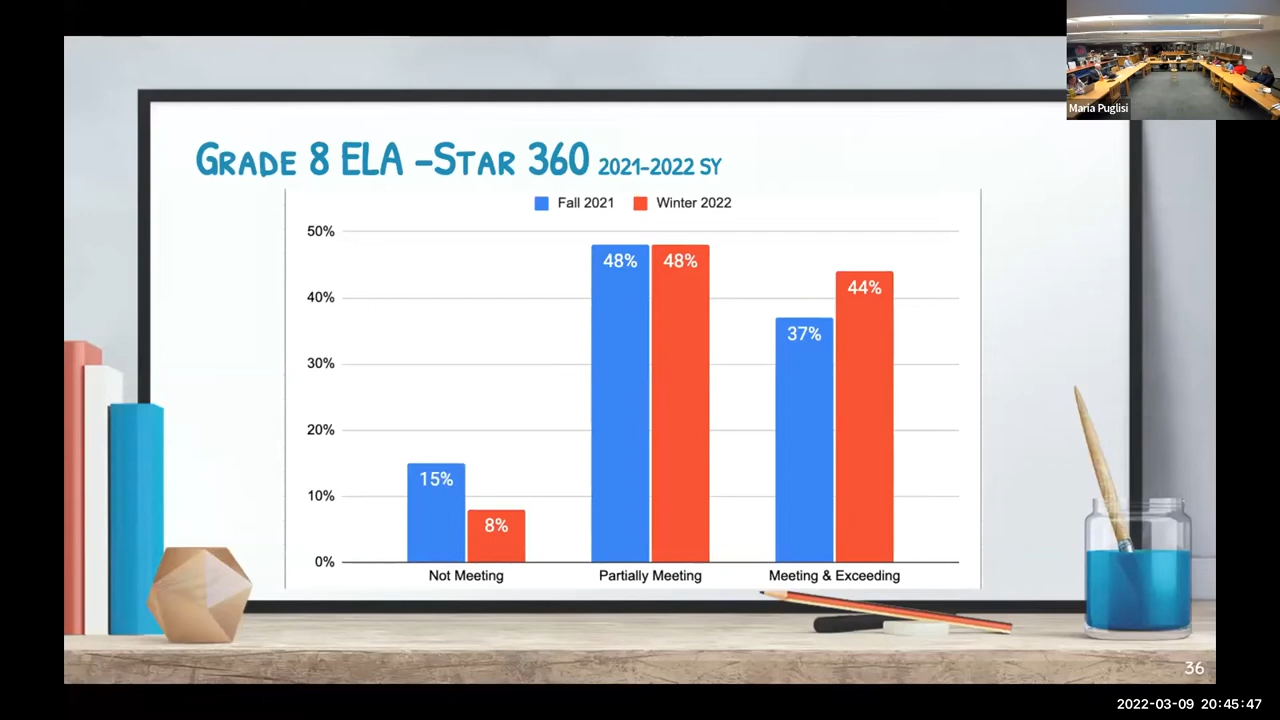 Maria Puglisi
GRADE 8 ELA -STAR 360 2021-2022 SY
Fall 2021 Winter 2022
50%
40%
30%
20%
10%
0%
15% 8%
48% 48%
37% 44%
Not Meeting Partially Meeting Meeting & Exceeding
36
2022-03-09 20:45:47